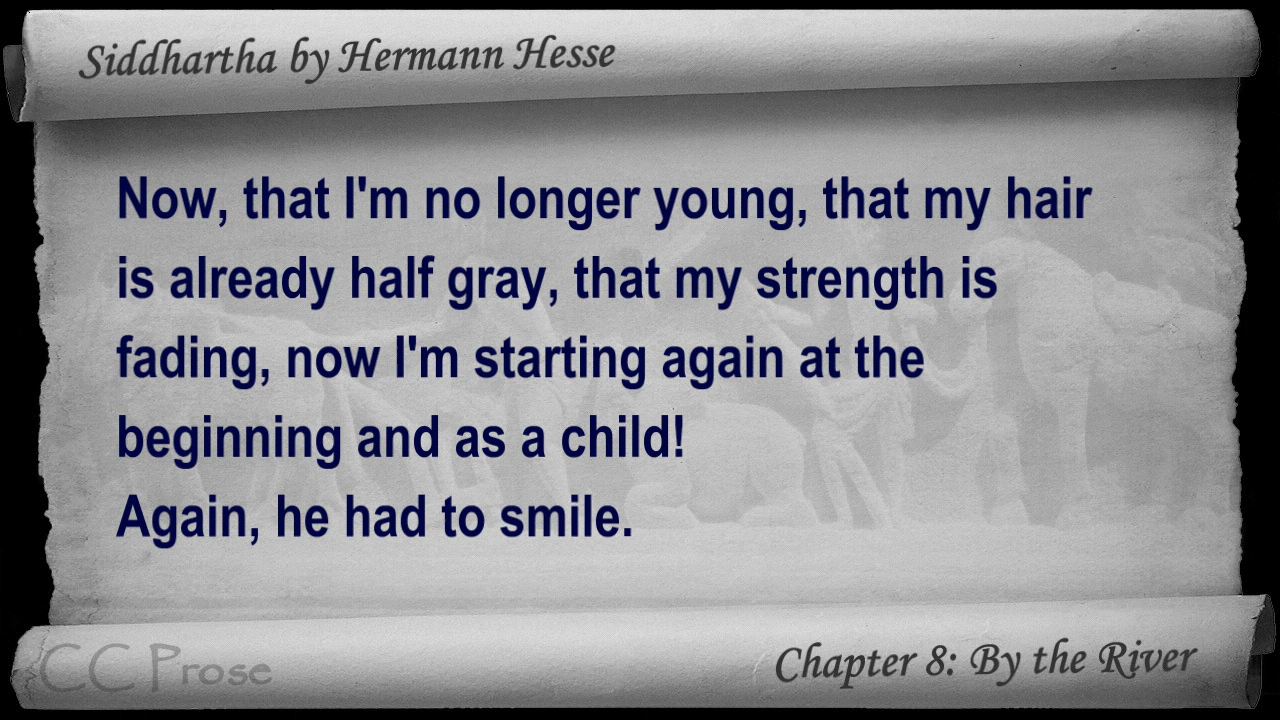 Siddhartha by Hermann Hesse
Now, that I'm no longer young, that my hair
is already half gray, that my strength is
fading, now I'm starting again at the
beginning and as a child!
Again, he had to smile.
CC Prose
Chapter 8: By the River